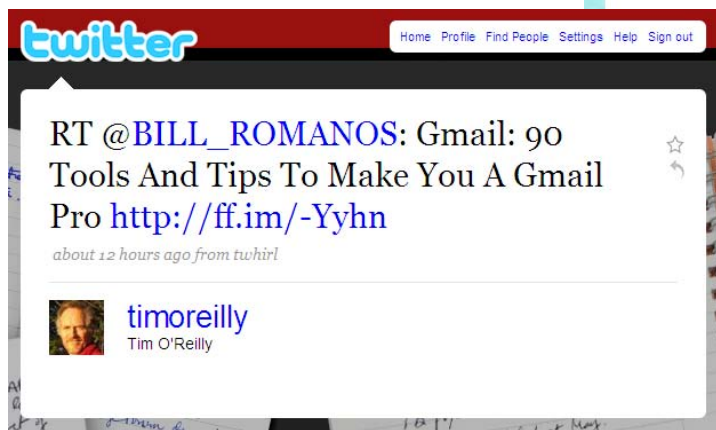 twitter
Home Profile Find People Settings Help Sign out
RT @BILL_ROMANOS: Gmail: 90
Tools And Tips To Make You A Gmail
Pro http://ff.im/-Yyhn
about 12 hours ago from twhirl
timoreilly
Tim O'Reilly